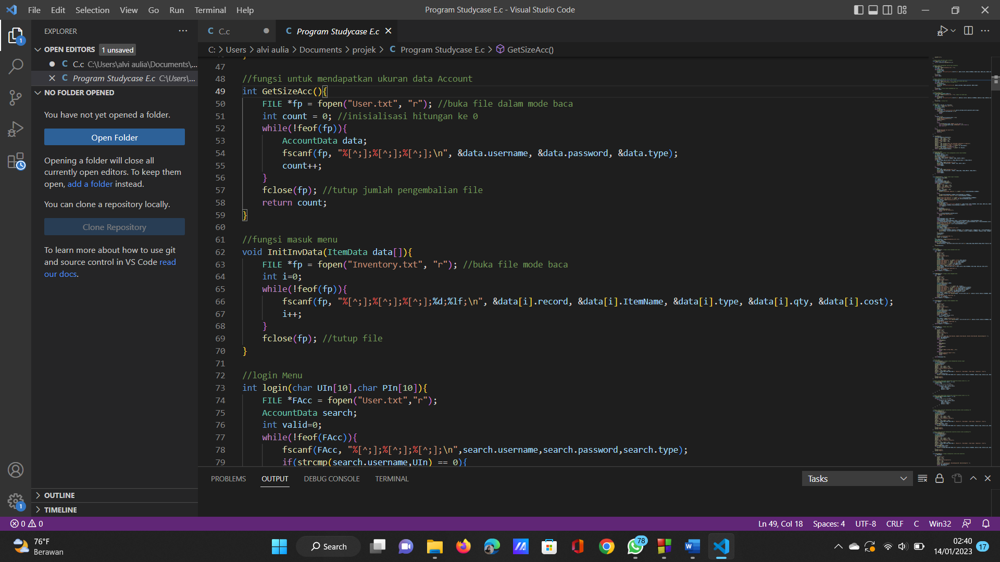 File Edit Selection View Go Run Terminal Help
Program Studycase E.c - Visual Studio Code
EXPLORER
OPEN EDITORS 1 unsaved
C C.c C:\Users\alvi aulia\Documents\...
C Program Studycase E.c C:\Users\...
NO FOLDER OPENED
You have not yet opened a folder.
Open Folder
Opening a folder will close all
currently open editors. To keep them
open, add a folder instead.
You can clone a repository locally.
Clone Repository
To learn more about how to use git
and source control in VS Code read
our docs.
OUTLINE
TIMELINE
1
1
C C.c
C Program Studycase E.c
C: > Users > alvi aulia > Documents > projek > C Program Studycase E.c > GetSizeAcc()
47
48 //fungsi untuk mendapatkan ukuran data Account
49 int GetSizeAcc(){
50 FILE *fp = fopen("User.txt", "r"); //buka file dalam mode baca
51 int count = 0; //inisialisasi hitungan ke 0
52 while(!feof(fp)){
53 AccountData data;
54 fscanf(fp, "%[^;];%[^;];%[^;];\n", &data.username, &data.password, &data.type);
55 count++;
56 }
57 fclose(fp); //tutup jumlah pengembalian file
58 return count;
59 }
60
61 //fungsi masuk menu
62 void InitInvData(ItemData data[]){
63 FILE *fp = fopen("Inventory.txt", "r"); //buka file mode baca
64 int i=0;
65 while(!feof(fp)){
66 fscanf(fp, "%[^;];%[^;];%[^;];%d;%lf;\n", &data[i].record, &data[i].ItemName, &data[i].type, &data[i].qty, &data[i].cost);
67 i++;
68 }
69 fclose(fp); //tutup file
70 }
71
72 //login Menu
73 int login(char UIn[10],char PIn[10]){
74 FILE *FAcc = fopen("User.txt","r");
75 AccountData search;
76 int valid=0;
77 while(!feof(FAcc)){
78 fscanf(FAcc, "%[^;];%[^;];%[^;];\n",search.username,search.password,search.type);
79 if(strcmp(search.username,UIn) == 0){
PROBLEMS OUTPUT DEBUG CONSOLE TERMINAL
Tasks
0 0
Ln 49, Col 18 Spaces: 4 UTF-8 CRLF C Win32
76°F
Berawan
Search
78
02:40
14/01/2023
17